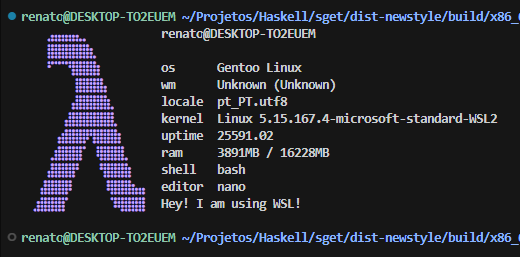 renato@DESKTOP-TO2EUEM ~/Projetos/Haskell/sget/dist-newstyle/build/x86_6
renato@DESKTOP-TO2EUEM
os Gentoo Linux
wm Unknown (Unknown)
locale pt_PT.utf8
kernel Linux 5.15.167.4-microsoft-standard-WSL2
uptime 25591.02
ram 3891MB / 16228MB
shell bash
editor nano
Hey! I am using WSL!
renato@DESKTOP-TO2EUEM ~/Projetos/Haskell/sget/dist-newstyle/build/x86_6